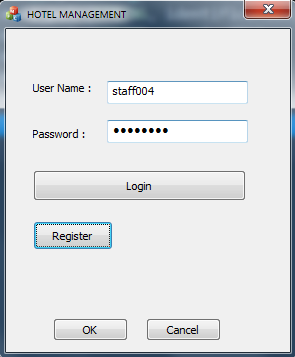 HOTEL MANAGEMENT
User Name : staff004
Password : ●●●●●●●●
Login
Register
OK Cancel